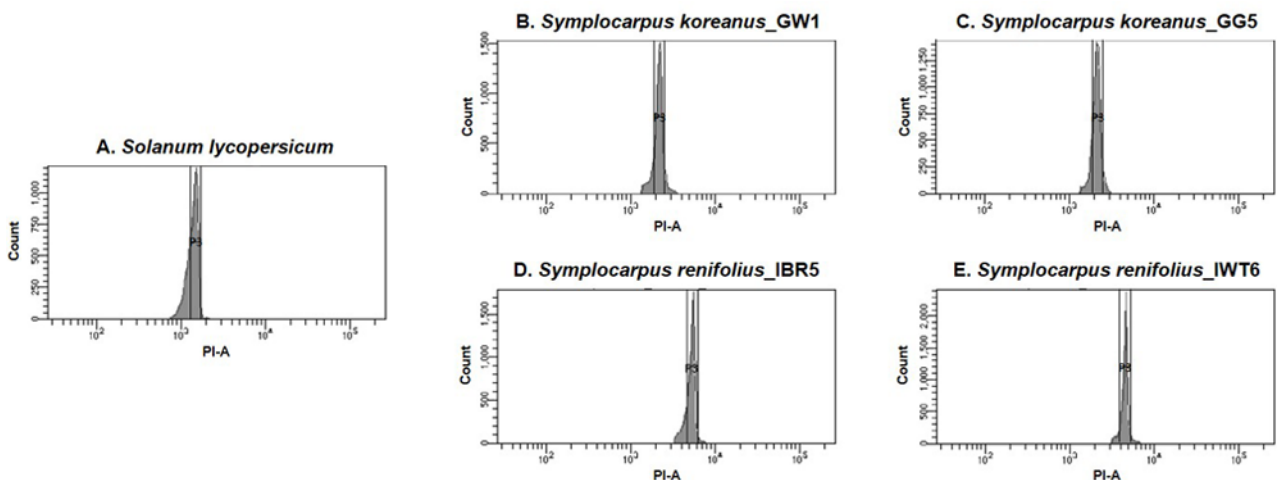 A. Solanum lycopersicum
Count
1,000
750
500
250
0
P3
10² 10³ 10⁴ 10⁵
PI-A
B. Symplocarpus koreanus_GW1
Count
1,500
1,000
500
0
P3
10² 10³ 10⁴ 10⁵
PI-A
C. Symplocarpus koreanus_GG5
Count
1,250
1,000
750
500
250
0
P3
10² 10³ 10⁴ 10⁵
PI-A
D. Symplocarpus renifolius_IBR5
Count
1,500
1,000
500
0
P3
10² 10³ 10⁴ 10⁵
PI-A
E. Symplocarpus renifolius_IWT6
Count
2,000
1,500
1,000
500
0
P3
10² 10³ 10⁴ 10⁵
PI-A